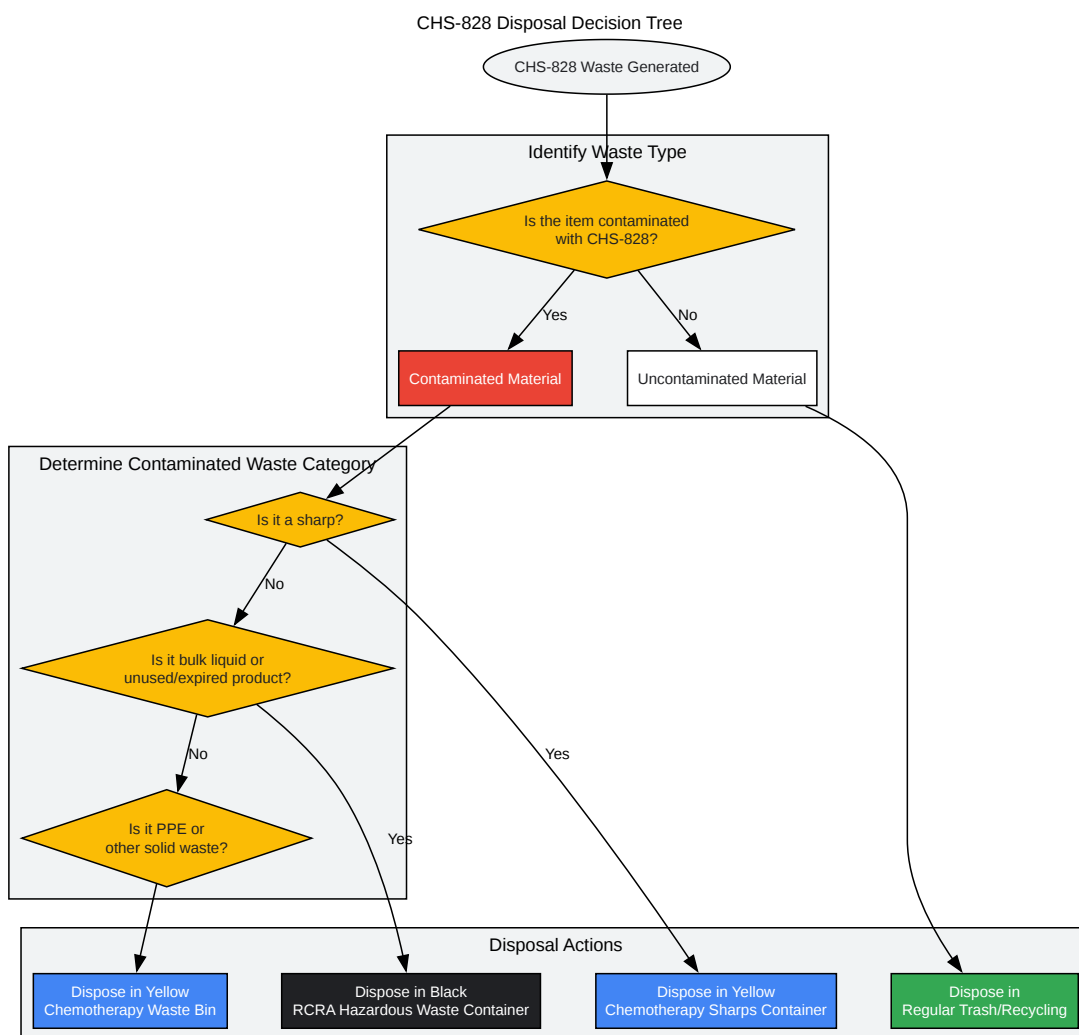 CHS-828 Disposal Decision Tree
CHS-828 Waste Generated
Identify Waste Type
Is the item contaminated
with CHS-828?
Yes
No
Contaminated Material
Uncontaminated Material
Determine Contaminated Waste Category
Is it a sharp?
No
Is it bulk liquid or
unused/expired product?
No
Yes
Is it PPE or
other solid waste?
Yes
Disposal Actions
Dispose in Yellow
Chemotherapy Waste Bin
Dispose in Black
RCRA Hazardous Waste Container
Dispose in Yellow
Chemotherapy Sharps Container
Dispose in
Regular Trash/Recycling